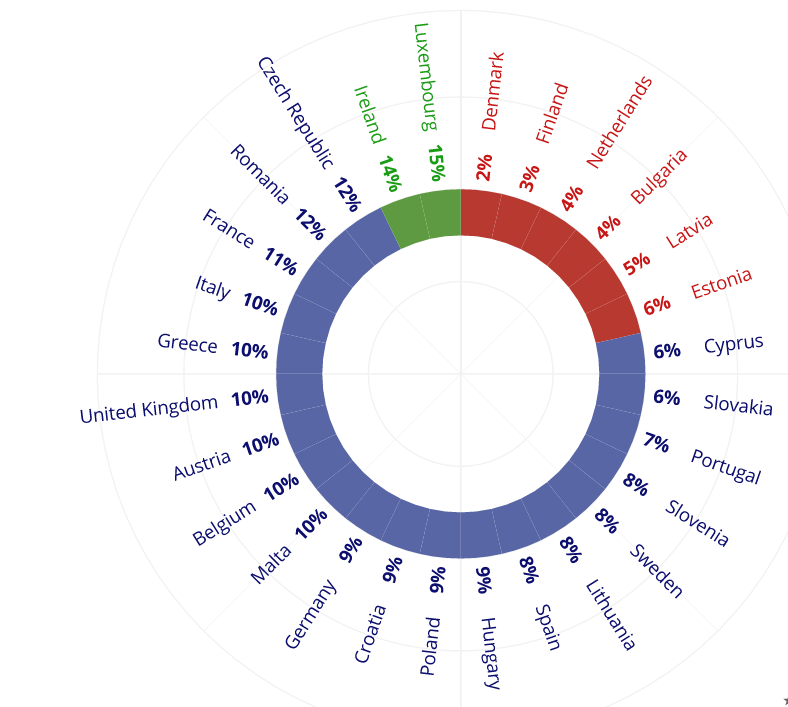 Denmark 2%
Finland 3%
Netherlands 4%
Bulgaria 4%
Latvia 5%
Estonia 6%
Cyprus 6%
Slovakia 6%
Portugal 7%
Slovenia 8%
Sweden 8%
Lithuania 8%
Spain 8%
Hungary 9%
Poland 9%
Croatia 9%
Germany 9%
Malta 10%
Belgium 10%
Austria 10%
United Kingdom 10%
Greece 10%
Italy 10%
France 11%
Romania 12%
Czech Republic 12%
Ireland 14%
Luxembourg 15%